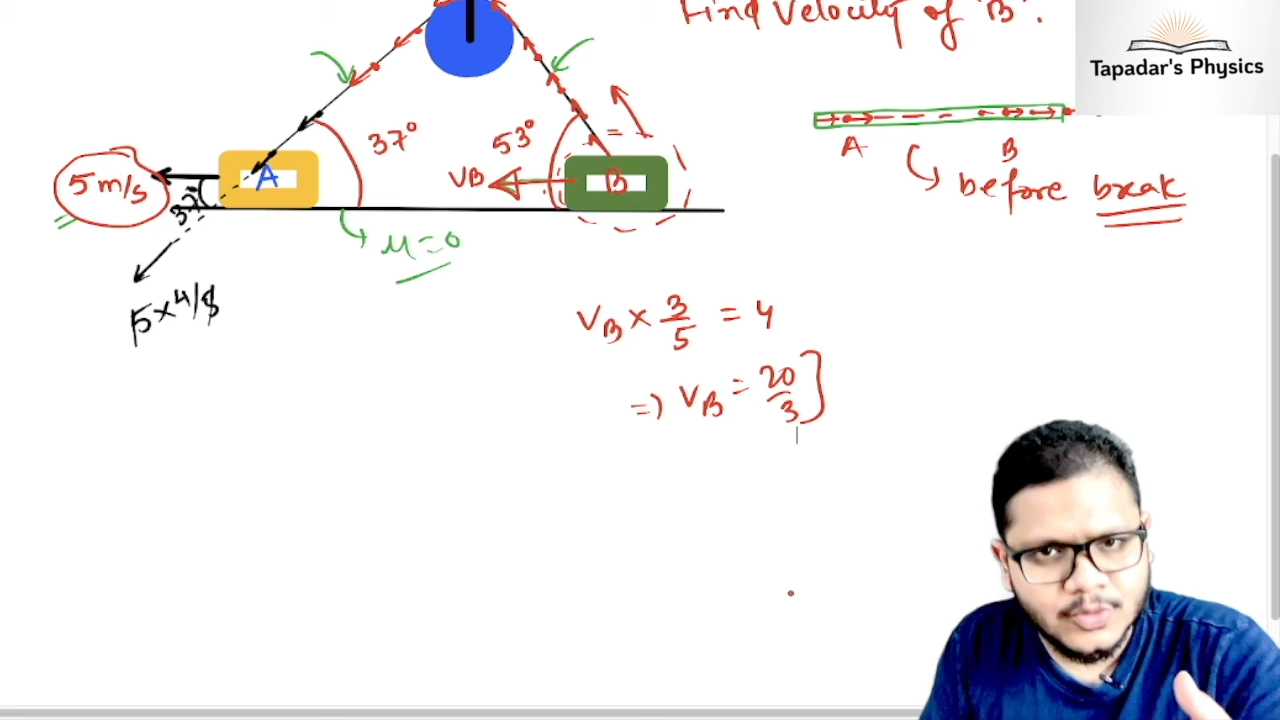 Find Velocity of 'B'.
Tapadar's Physics
37°
53°
5 m/s
A
VB
B
37
μ = 0
5×4/5
A
B
before break
VB × 3/5 = 4
=) VB = 20/3 ]